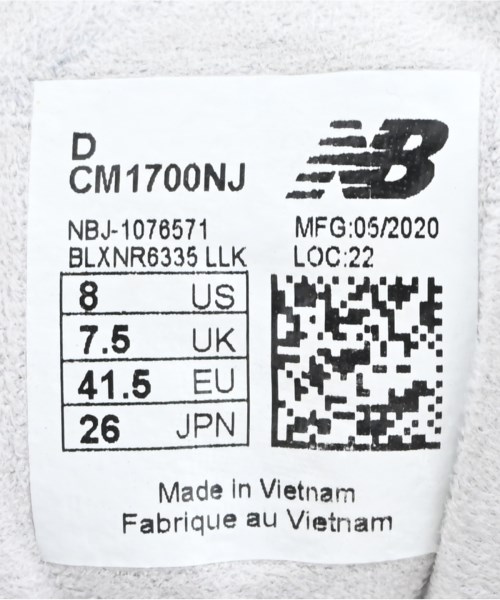 D
CM1700NJ
NB
NBJ-1076571
BLXNR6335 LLK
MFG:05/2020
LOC:22
8 US
7.5 UK
41.5 EU
26 JPN
Made in Vietnam
Fabrique au Vietnam